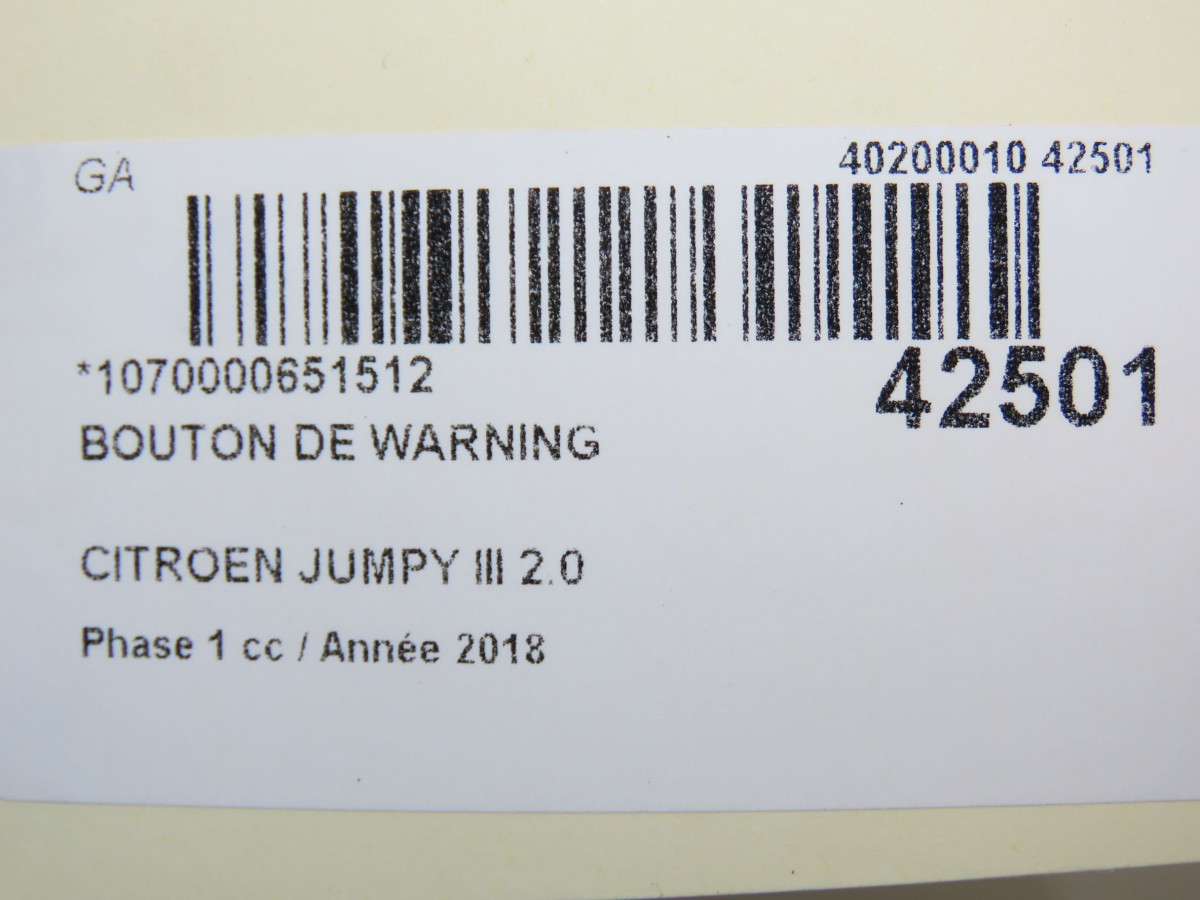 GA
40200010 42501
*1070000651512
42501
BOUTON DE WARNING
CITROEN JUMPY III 2.0
Phase 1 cc / Année 2018